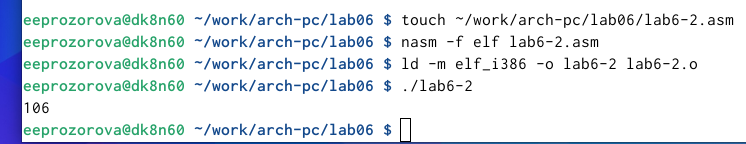 eeprozorova@dk8n60 ~/work/arch-pc/lab06 $ touch ~/work/arch-pc/lab06/lab6-2.asm
eeprozorova@dk8n60 ~/work/arch-pc/lab06 $ nasm -f elf lab6-2.asm
eeprozorova@dk8n60 ~/work/arch-pc/lab06 $ ld -m elf_i386 -o lab6-2 lab6-2.o
eeprozorova@dk8n60 ~/work/arch-pc/lab06 $ ./lab6-2
106
eeprozorova@dk8n60 ~/work/arch-pc/lab06 $